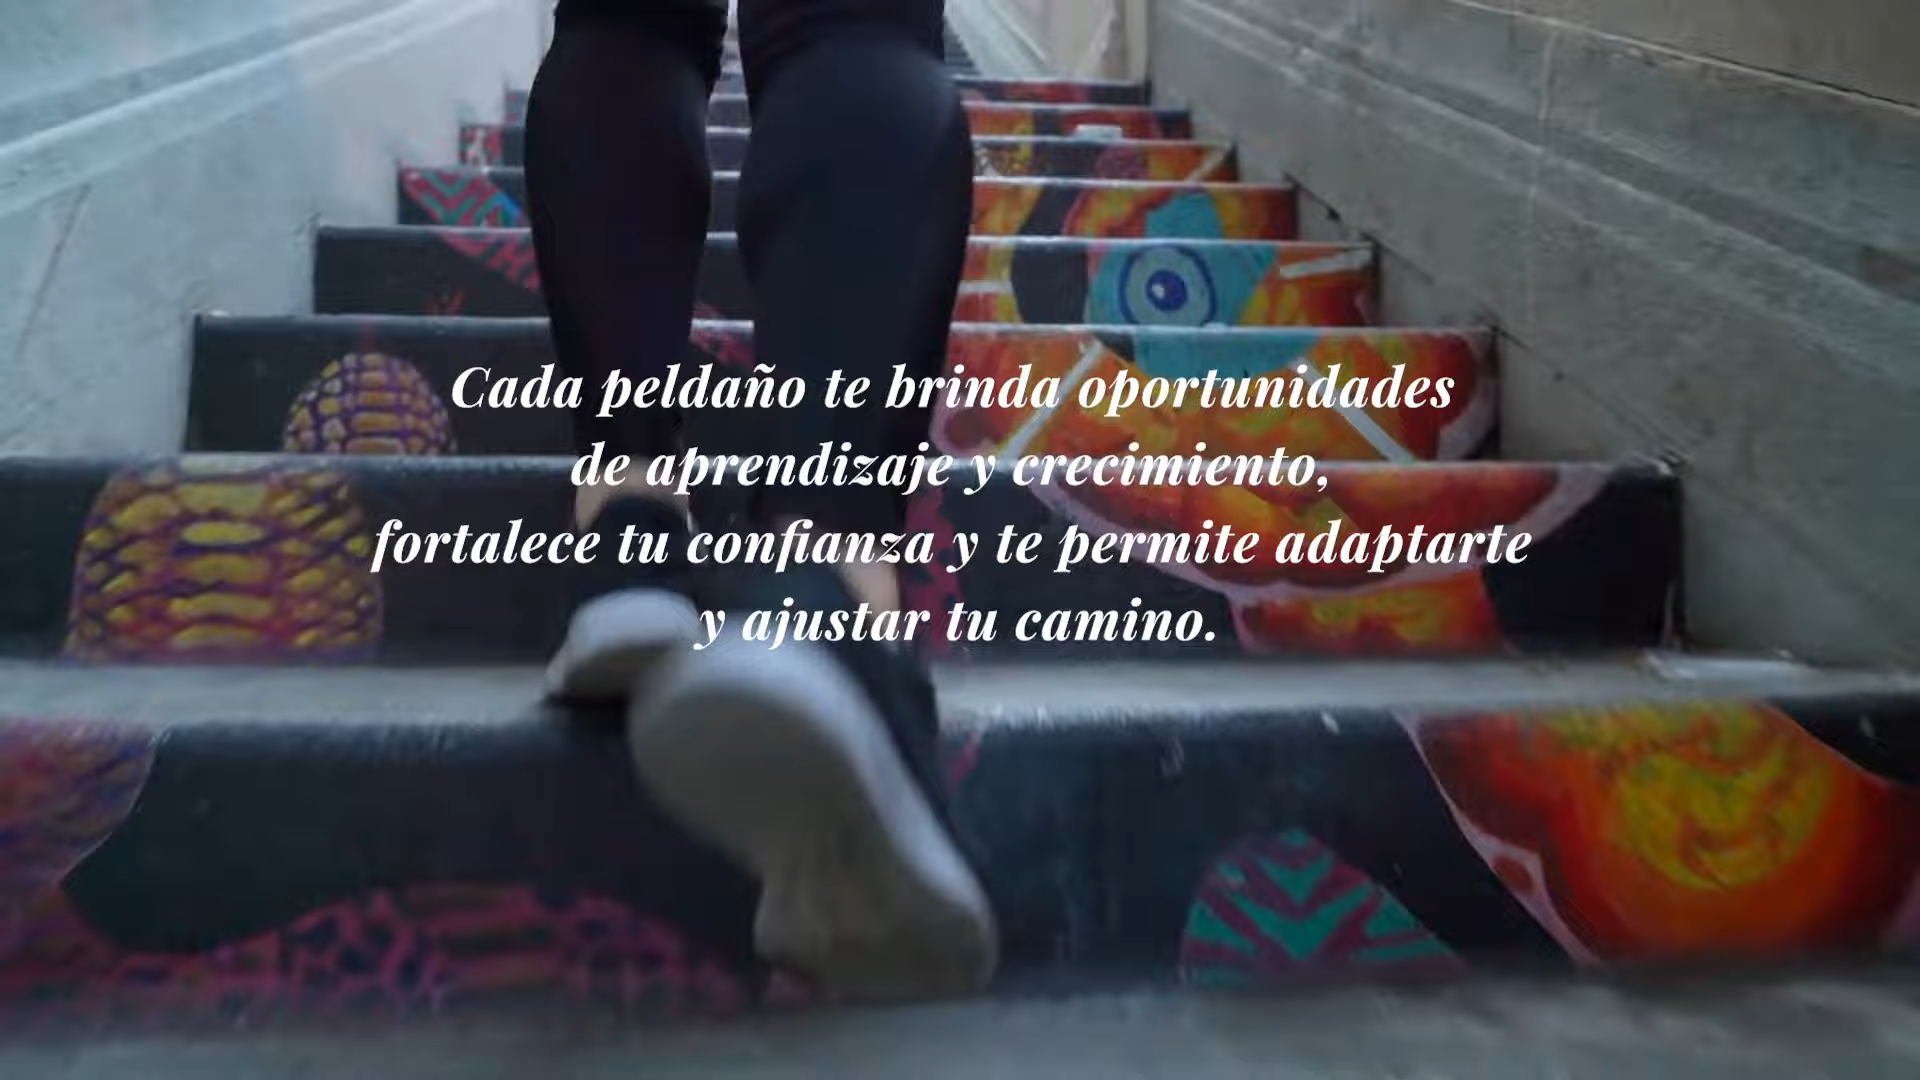 Cada peldaño te brinda oportunidades
de aprendizaje y crecimiento,
fortalece tu confianza y te permite adaptarte
y ajustar tu camino.